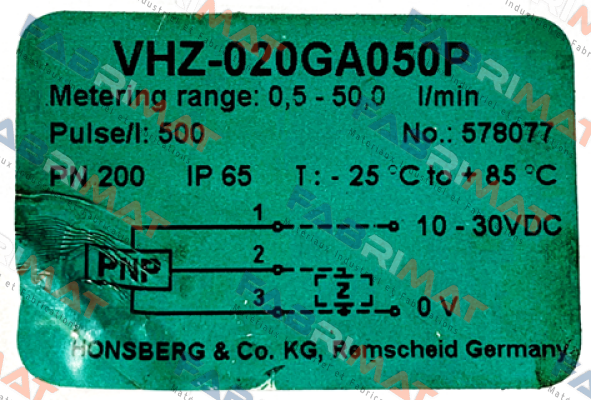 VHZ-020GA050P
Metering range: 0,5 - 50,0 l/min
Pulse/l: 500 No.: 578077
PN 200 IP 65 T : - 25 °C to + 85 °C
1 10 - 30VDC
PNP 2
Z
3 0 V
HONSBERG & Co. KG, Remscheid Germany
FABRIMAT